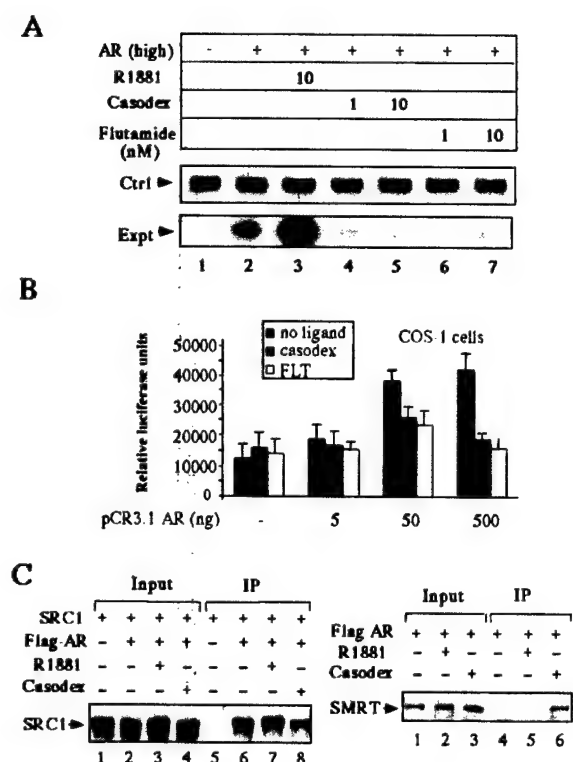 A
AR (high) - + + + + + +
R1881 10
Casodex 1 10
Flutamide 1 10
(nM)
Ctrl
Expt
1 2 3 4 5 6 7
B
no ligand
casodex
FLT
COS-1 cells
Relative luciferase units
50000
40000
30000
20000
10000
0
pCR3.1 AR (ng) - 5 50 500
C
Input IP
SRC1 + + + + + + + +
Flag-AR - + + + - + + +
R1881 - - + - - - + -
Casodex - - - + - - - +
SRC1
1 2 3 4 5 6 7 8
Input IP
Flag AR + + + + + +
R1881 - + - - + -
Casodex - - + - - +
SMRT
1 2 3 4 5 6